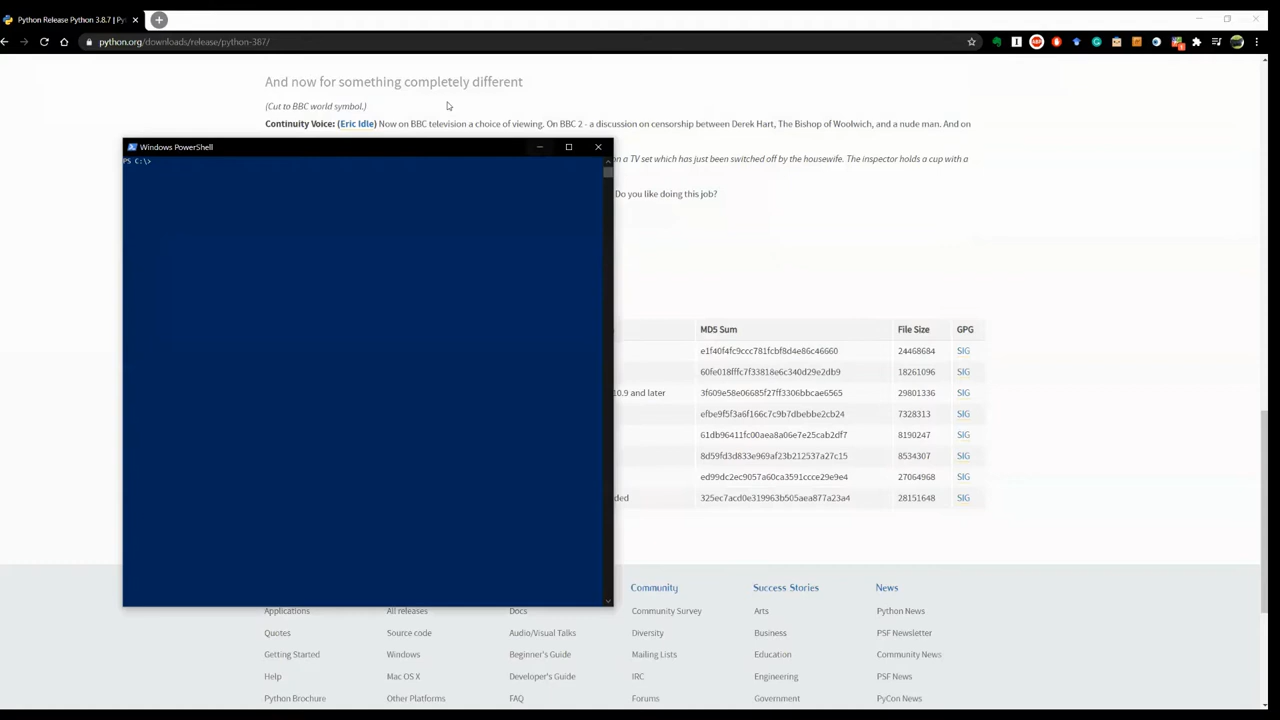 Python Release Python 3.8.7 | Py
python.org/downloads/release/python-387/
And now for something completely different
(Cut to BBC world symbol.)
Continuity Voice: (Eric Idle) Now on BBC television a choice of viewing. On BBC 2 - a discussion on censorship between Derek Hart, The Bishop of Woolwich, and a nude man. And on
Windows PowerShell
PS C:\>
on a TV set which has just been switched off by the housewife. The inspector holds a cup with a
Do you like doing this job?
MD5 Sum File Size GPG
e1f40f4fc9ccc781fcbf8d4e86c46660 24468684 SIG
60fe018fffc7f33818e6c340d29e2db9 18261096 SIG
10.9 and later 3f609e58e06685f27ff3306bbcae6565 29801336 SIG
efbe9f5f3a6f166c7c9b7dbebbe2cb24 7328313 SIG
61db96411fc00aea8a06e7e25cab2df7 8190247 SIG
8d59fd3d833e969af23b212537a27c15 8534307 SIG
ed99dc2ec9057a60ca3591ccce29e9e4 27064968 SIG
ded 325ec7acd0e319963b505aea877a23a4 28151648 SIG
Community Success Stories News
Applications All releases Docs Community Survey Arts Python News
Quotes Source code Audio/Visual Talks Diversity Business PSF Newsletter
Getting Started Windows Beginner's Guide Mailing Lists Education Community News
Help Mac OS X Developer's Guide IRC Engineering PSF News
Python Brochure Other Platforms FAQ Forums Government PyCon News